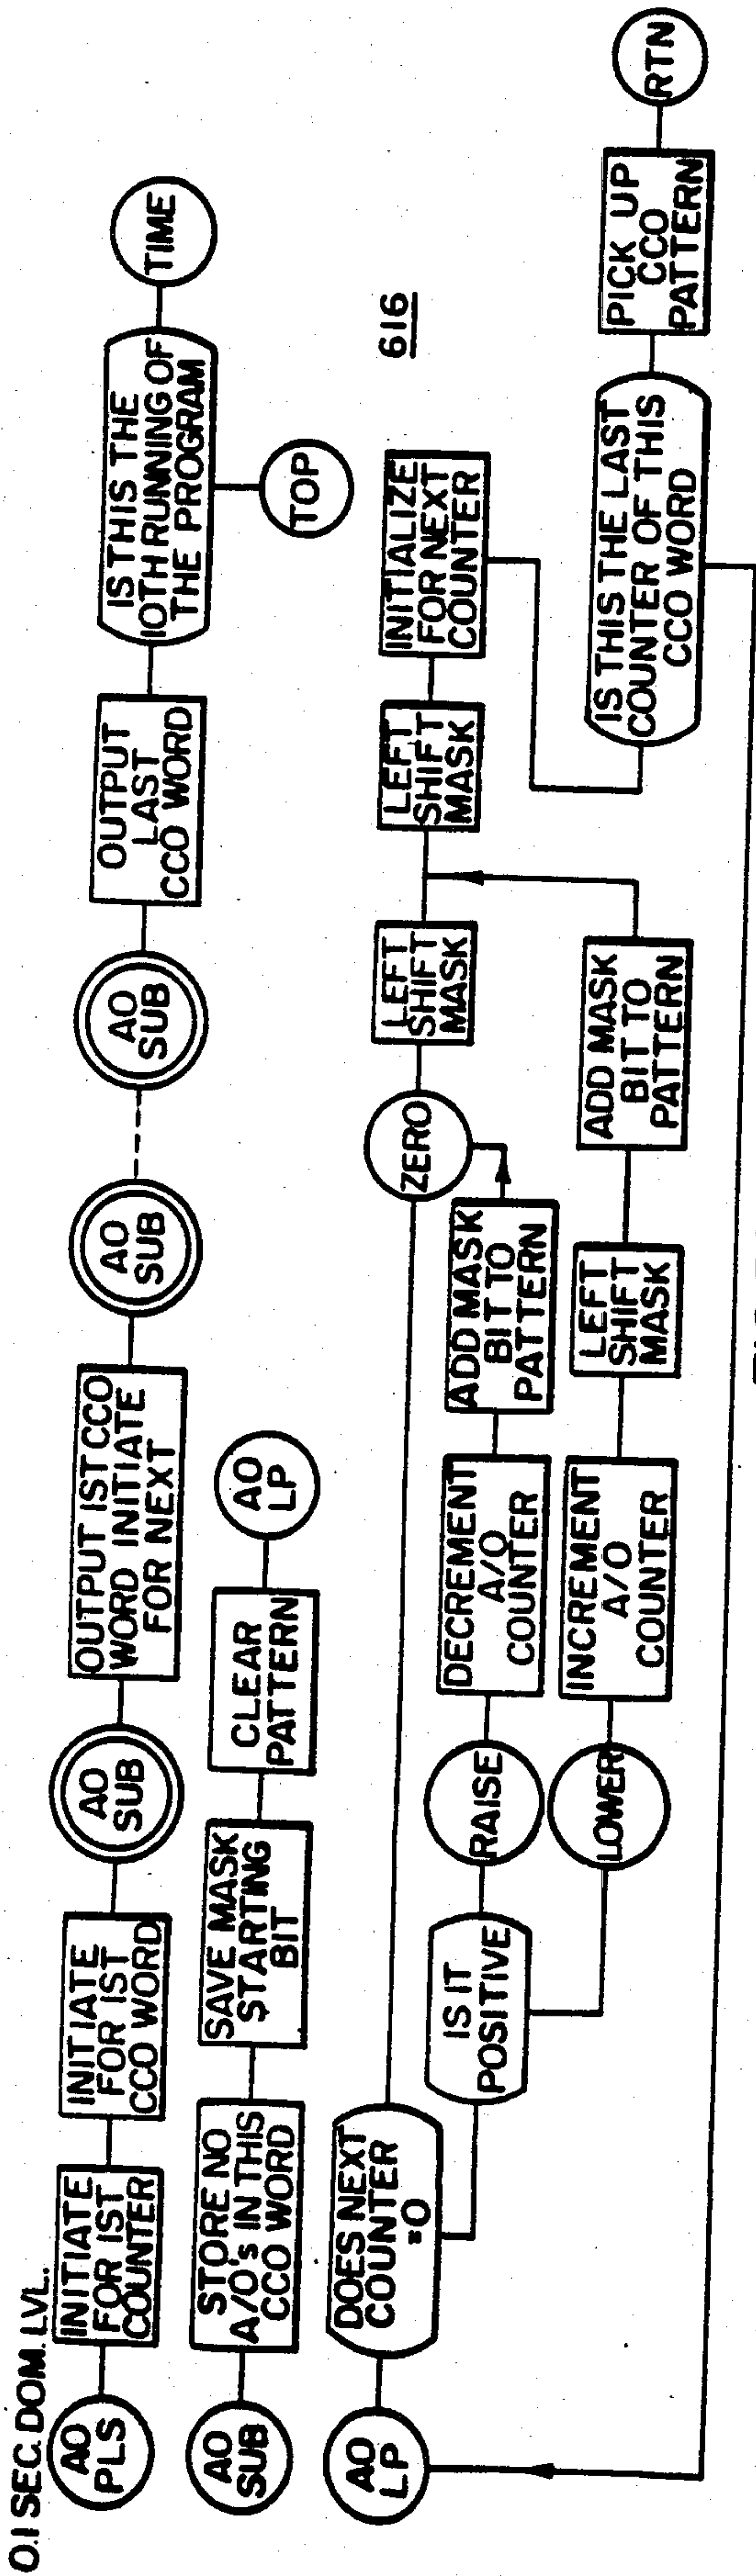 0.1 SEC. DOM. LVL.
AO
PLS
INITIATE
FOR 1ST
COUNTER
INITIATE
FOR 1ST
CCO WORD
AO
SUB
OUTPUT 1ST CCO
WORD INITIATE
FOR NEXT
AO
SUB
AO
SUB
OUTPUT
LAST
CCO WORD
IS THIS THE
10TH RUNNING OF
THE PROGRAM
TIME
TOP
AO
SUB
STORE NO
A/O's IN THIS
CCO WORD
SAVE MASK
STARTING
BIT
CLEAR
PATTERN
AO
LP
616
AO
LP
DOES NEXT
COUNTER
=0
IS IT
POSITIVE
RAISE
DECREMENT
A/O
COUNTER
ADD MASK
BIT TO
PATTERN
ZERO
LEFT
SHIFT
MASK
LEFT
SHIFT
MASK
INITIALIZE
FOR NEXT
COUNTER
LOWER
INCREMENT
A/O
COUNTER
LEFT
SHIFT
MASK
ADD MASK
BIT TO
PATTERN
IS THIS THE LAST
COUNTER OF THIS
CCO WORD
PICK UP
CCO
PATTERN
RTN